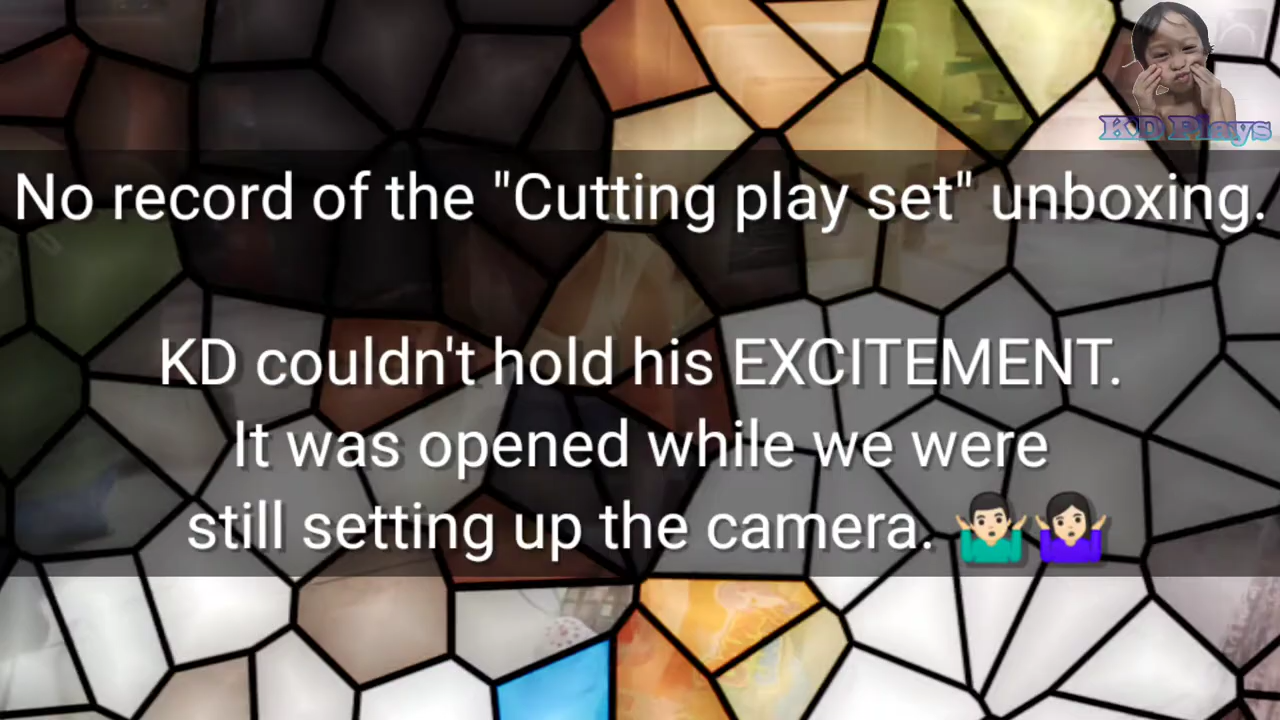 KD Plays
No record of the "Cutting play set" unboxing.
KD couldn't hold his EXCITEMENT.
It was opened while we were
still setting up the camera. 🤷🏻‍♂️🤷🏻‍♀️